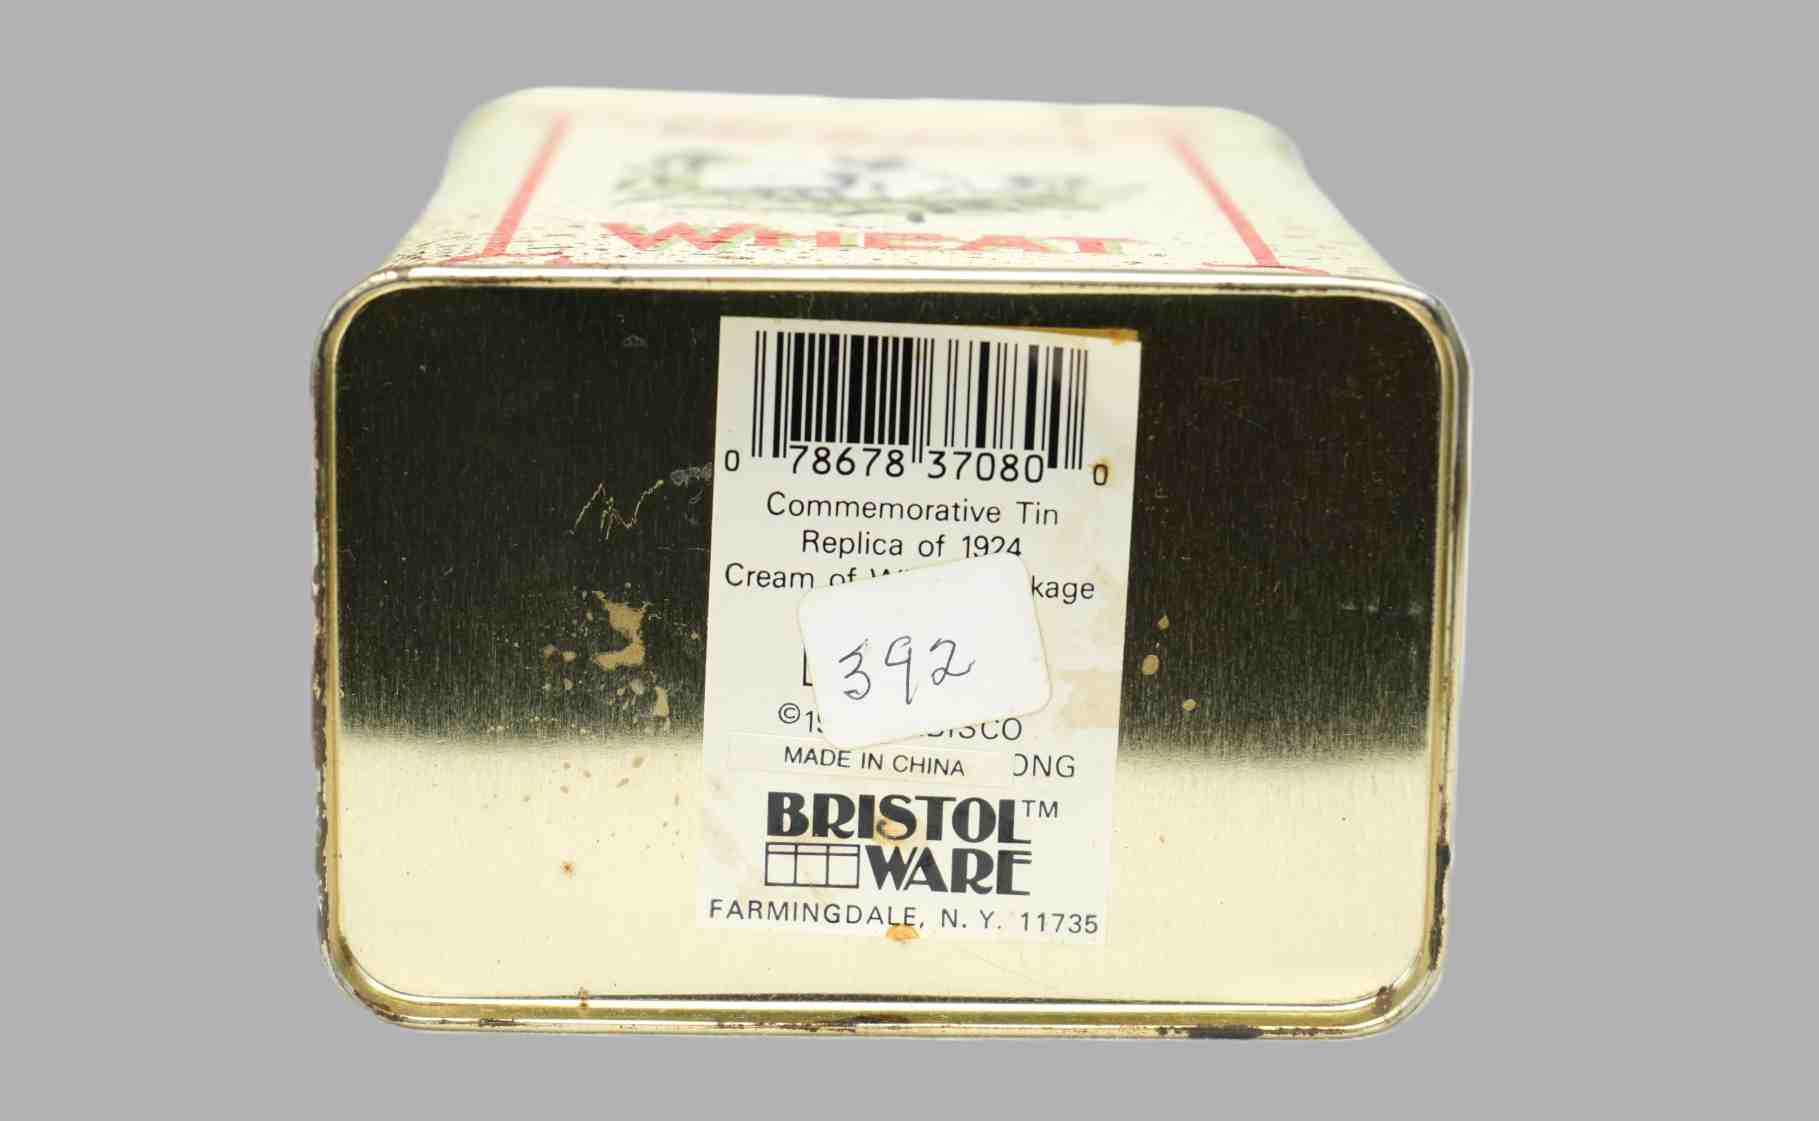 WHEAT
0 78678 37080 0
Commemorative Tin
Replica of 1924
Cream of kage
392
©
MADE IN CHINA
BRISTOL™
WARE
FARMINGDALE, N. Y. 11735